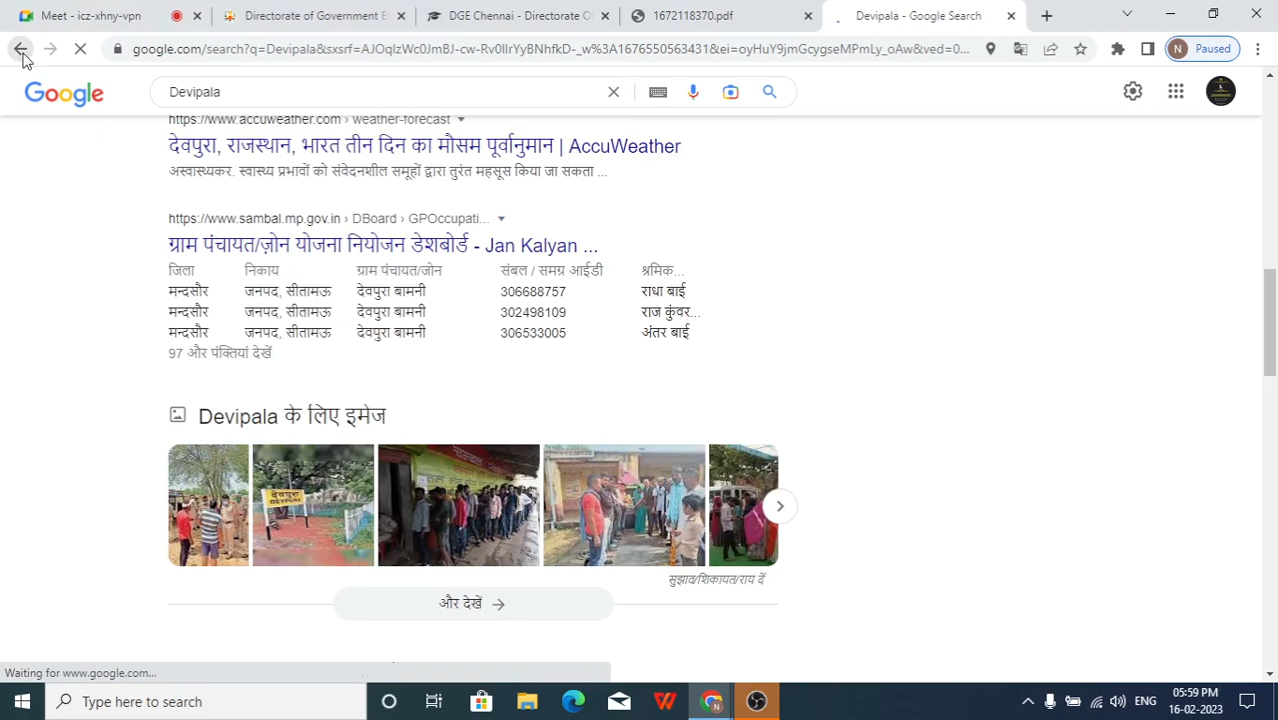 Meet - icz-xhny-vpn
Directorate of Government E
DGE Chennai - Directorate O
1672118370.pdf
Devipala - Google Search
google.com/search?q=Devipala&sxsrf=AJOqlzWc0JmBJ-cw-Rv0lIrYyBNhfkD-_w%3A1676550563431&ei=oyHuY9jmGcygseMPmLy_oAw&ved=0...
N Paused
Google
Devipala
https://www.accuweather.com › weather-forecast
देवपुरा, राजस्थान, भारत तीन दिन का मौसम पूर्वानुमान | AccuWeather
अस्वास्थ्यकर. स्वास्थ्य प्रभावों को संवेदनशील समूहों द्वारा तुरंत महसूस किया जा सकता ...
https://www.sambal.mp.gov.in › DBoard › GPOccupati...
ग्राम पंचायत/ज़ोन योजना नियोजन डेशबोर्ड - Jan Kalyan ...
जिला निकाय ग्राम पंचायत/जोन संबल / समग्र आईडी श्रमिक...
मन्दसौर जनपद, सीतामऊ देवपुरा बामनी 306688757 राधा बाई
मन्दसौर जनपद, सीतामऊ देवपुरा बामनी 302498109 राज कुंवर...
मन्दसौर जनपद, सीतामऊ देवपुरा बामनी 306533005 अंतर बाई
97 और पंक्तियां देखें
Devipala के लिए इमेज
देवपुरा
DEVPURA
सुझाव/शिकायत/राय दें
और देखें
Waiting for www.google.com...
Type here to search
N
ENG
05:59 PM
16-02-2023